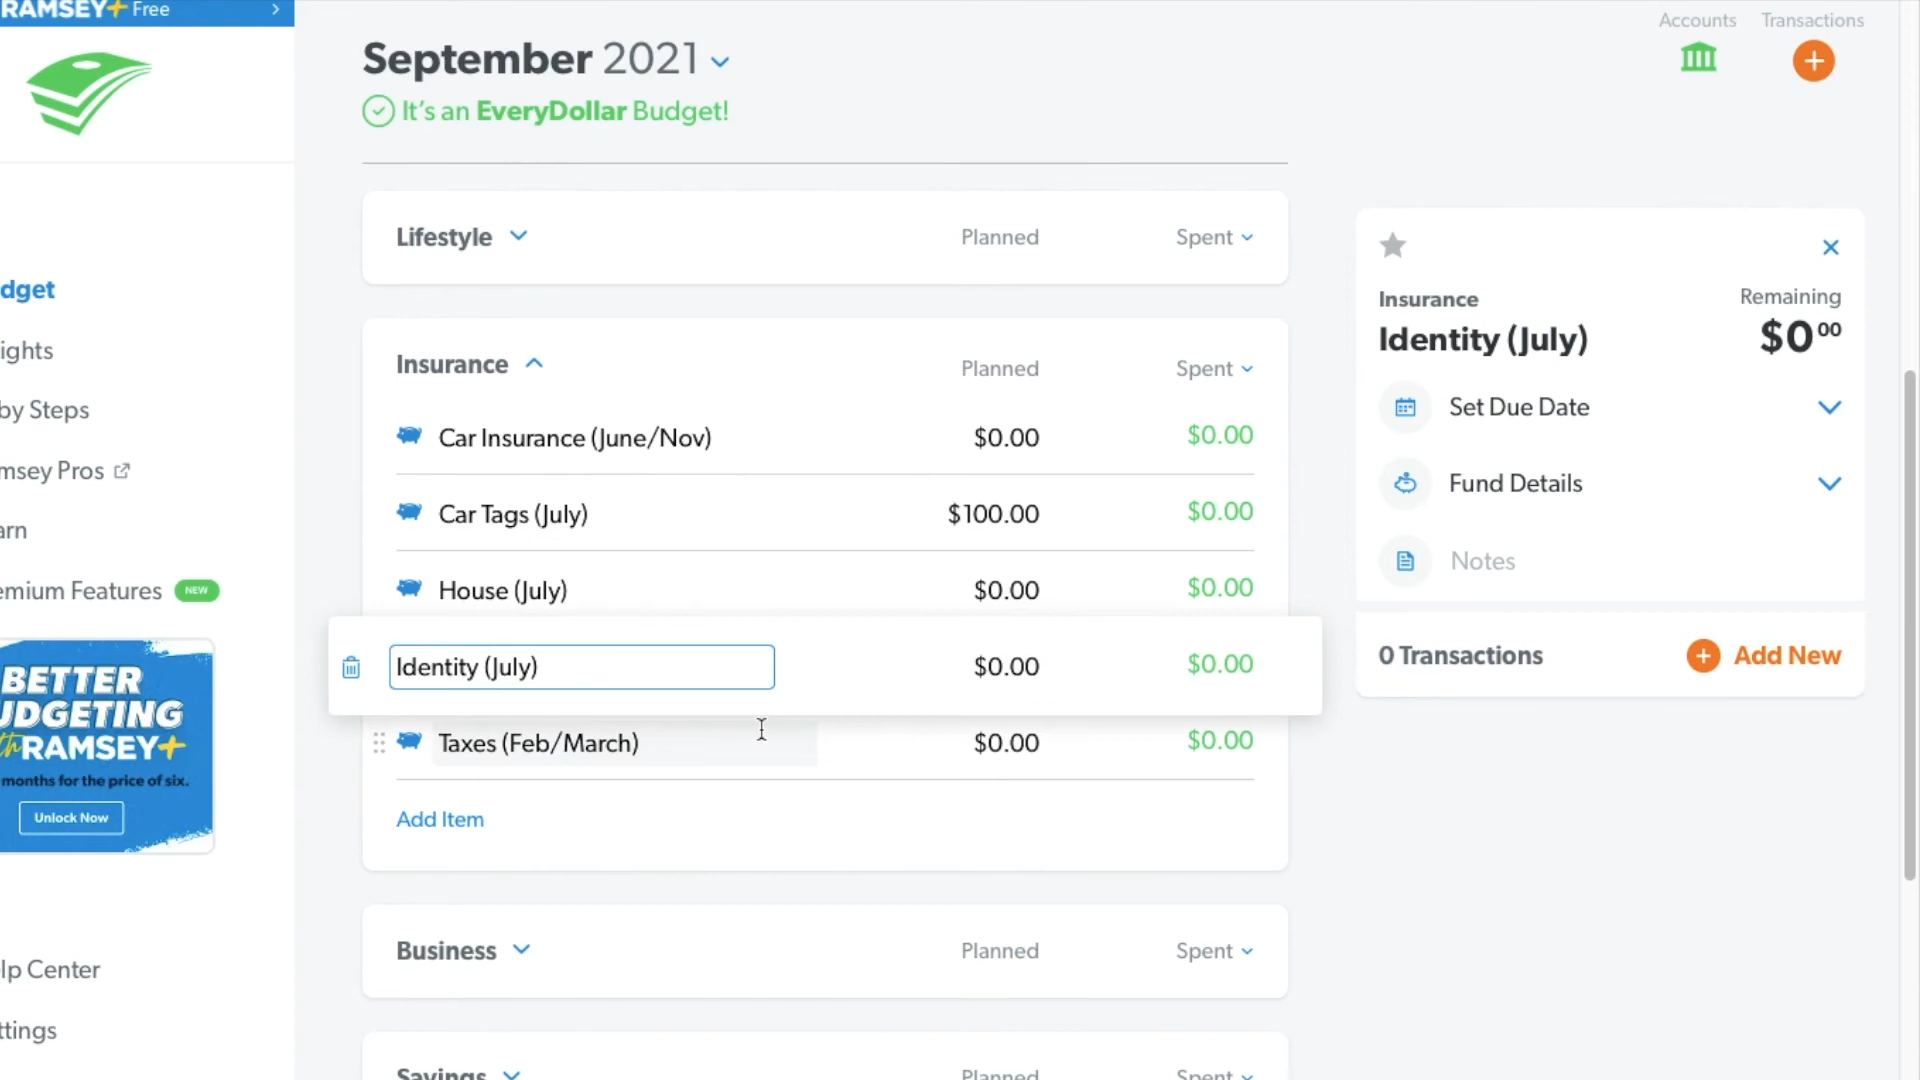 RAMSEY+ Free
Accounts Transactions
September 2021
It's an EveryDollar Budget!
Lifestyle Planned Spent
Insurance Planned Spent
Car Insurance (June/Nov) $0.00 $0.00
Car Tags (July) $100.00 $0.00
House (July) $0.00 $0.00
Identity (July) $0.00 $0.00
Taxes (Feb/March) $0.00 $0.00
Add Item
Business Planned Spent
Savings Planned Spent
dget
ights
by Steps
msey Pros
arn
emium Features NEW
BETTER
UDGETING
th RAMSEY+
months for the price of six.
Unlock Now
lp Center
ttings
Insurance Remaining
Identity (July) $0 00
Set Due Date
Fund Details
Notes
0 Transactions Add New